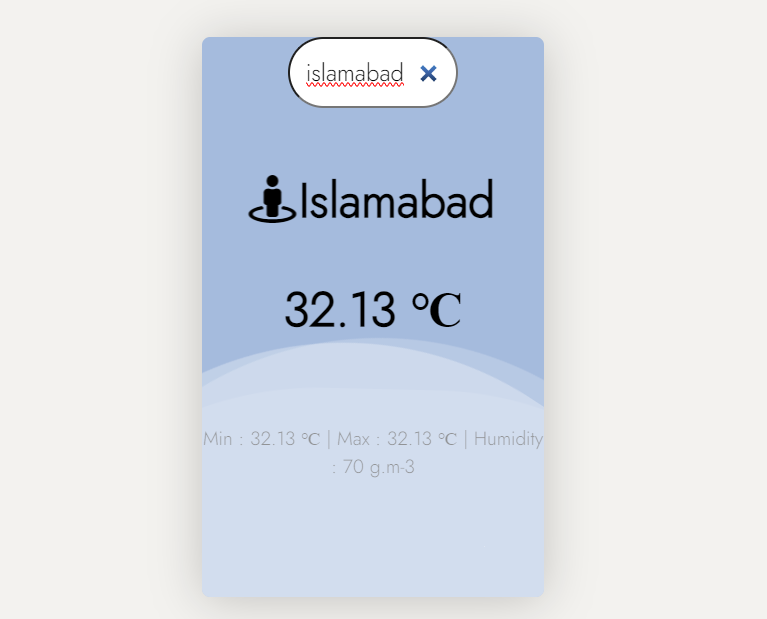 islamabad
Islamabad
32.13 ℃
Min : 32.13 ℃ | Max : 32.13 ℃ | Humidity
: 70 g.m-3